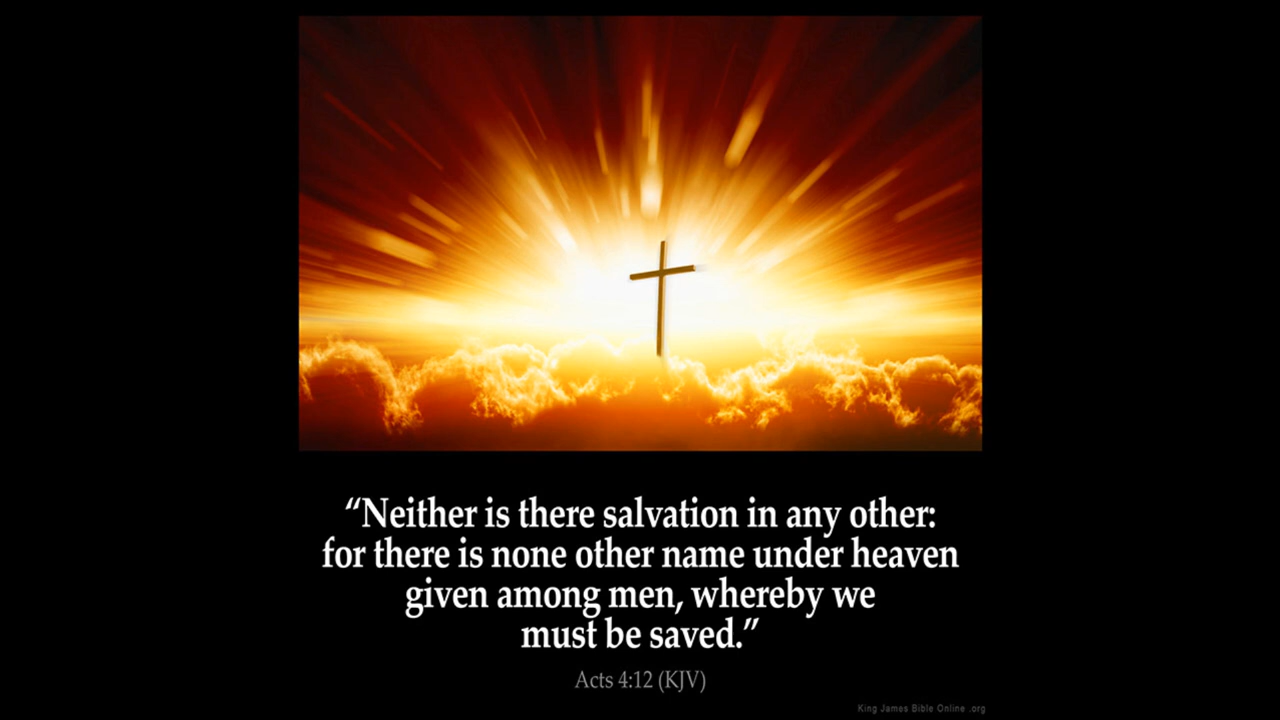 “Neither is there salvation in any other:
for there is none other name under heaven
given among men, whereby we
must be saved.”
Acts 4:12 (KJV)
King James Bible Online .org